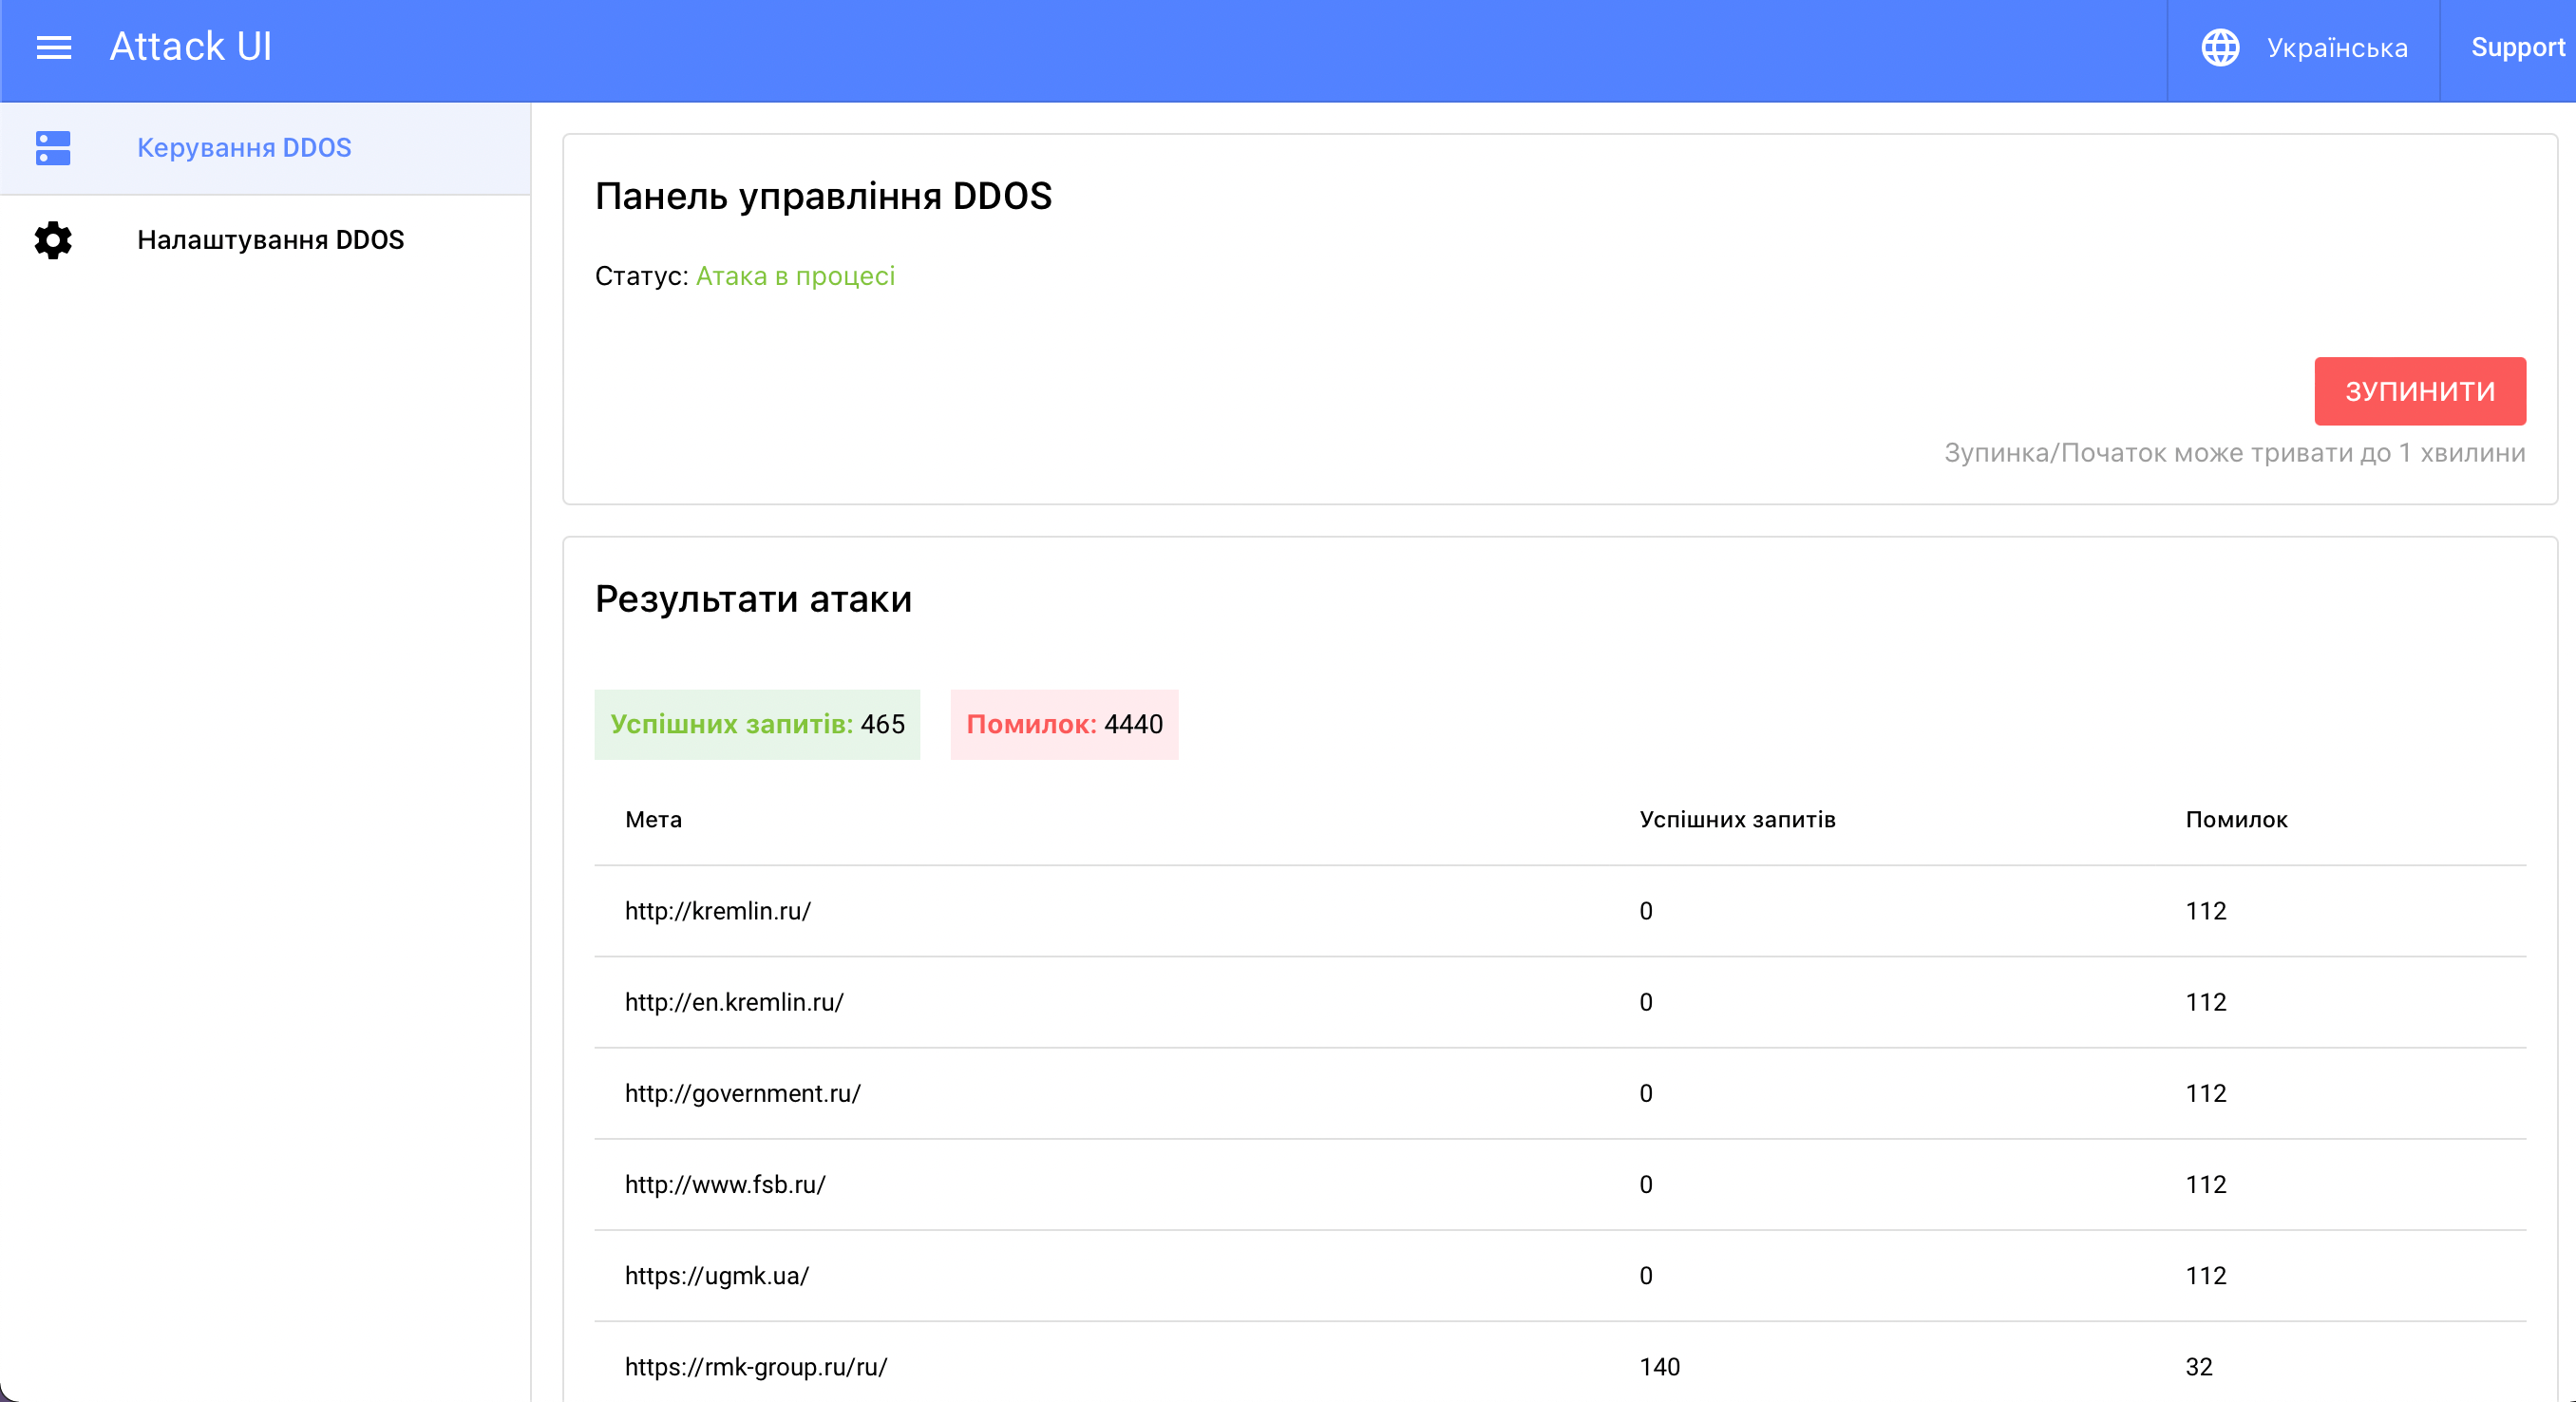 Attack UI
Українська
Support
Керування DDOS
Налаштування DDOS
Панель управління DDOS
Статус: Атака в процесі
ЗУПИНИТИ
Зупинка/Початок може тривати до 1 хвилини
Результати атаки
Успішних запитів: 465 Помилок: 4440
Мета Успішних запитів Помилок
http://kremlin.ru/ 0 112
http://en.kremlin.ru/ 0 112
http://government.ru/ 0 112
http://www.fsb.ru/ 0 112
https://ugmk.ua/ 0 112
https://rmk-group.ru/ru/ 140 32